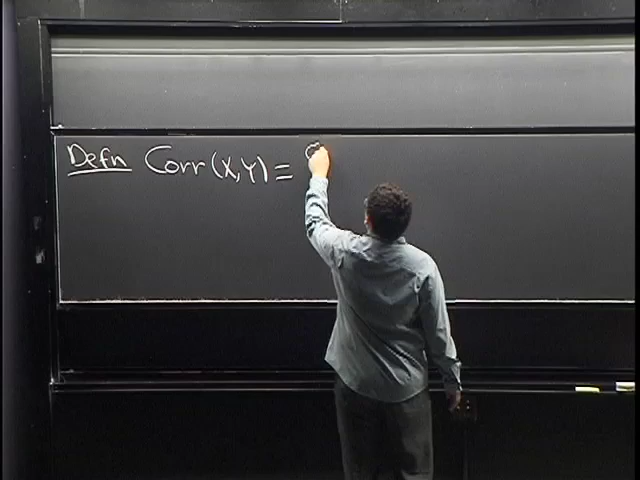 Defn Corr(X,Y) =